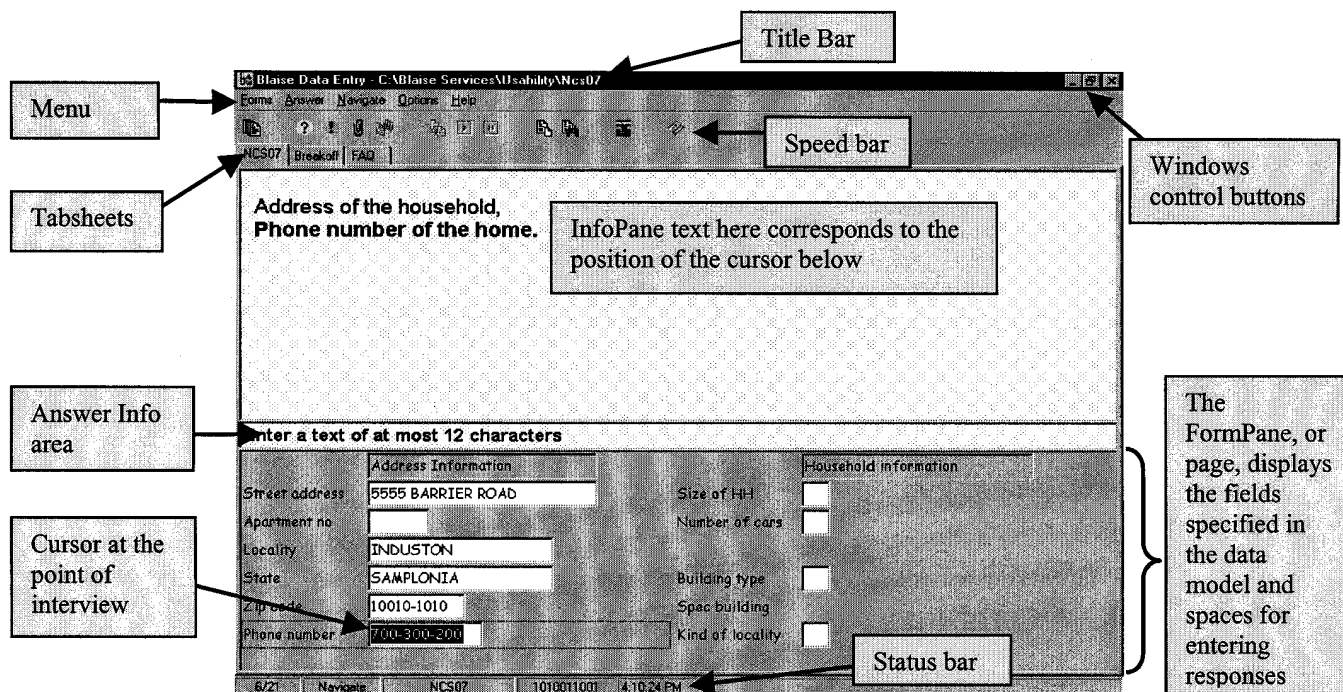 Title Bar
Blaise Data Entry - C:\Blaise Services\Usability\Ncs07
Menu
Forms Answer Navigate Options Help
Speed bar
Windows
control buttons
Tabsheets
NCS07 Breakoff FAQ
Address of the household,
Phone number of the home.
InfoPane text here corresponds to the
position of the cursor below
Answer Info
area
Enter a text of at most 12 characters
Address Information
Household information
Street address 5555 BARRIER ROAD
Size of HH
Apartment no
Number of cars
Locality INDUSTON
State SAMPLONIA
Building type
Zip code 10010-1010
Spec building
Phone number 700-300-200
Kind of locality
Cursor at the
point of
interview
The
FormPane, or
page, displays
the fields
specified in
the data
model and
spaces for
entering
responses
Status bar
6/21 Navigate NCS07 1010011001 4:10:24 PM